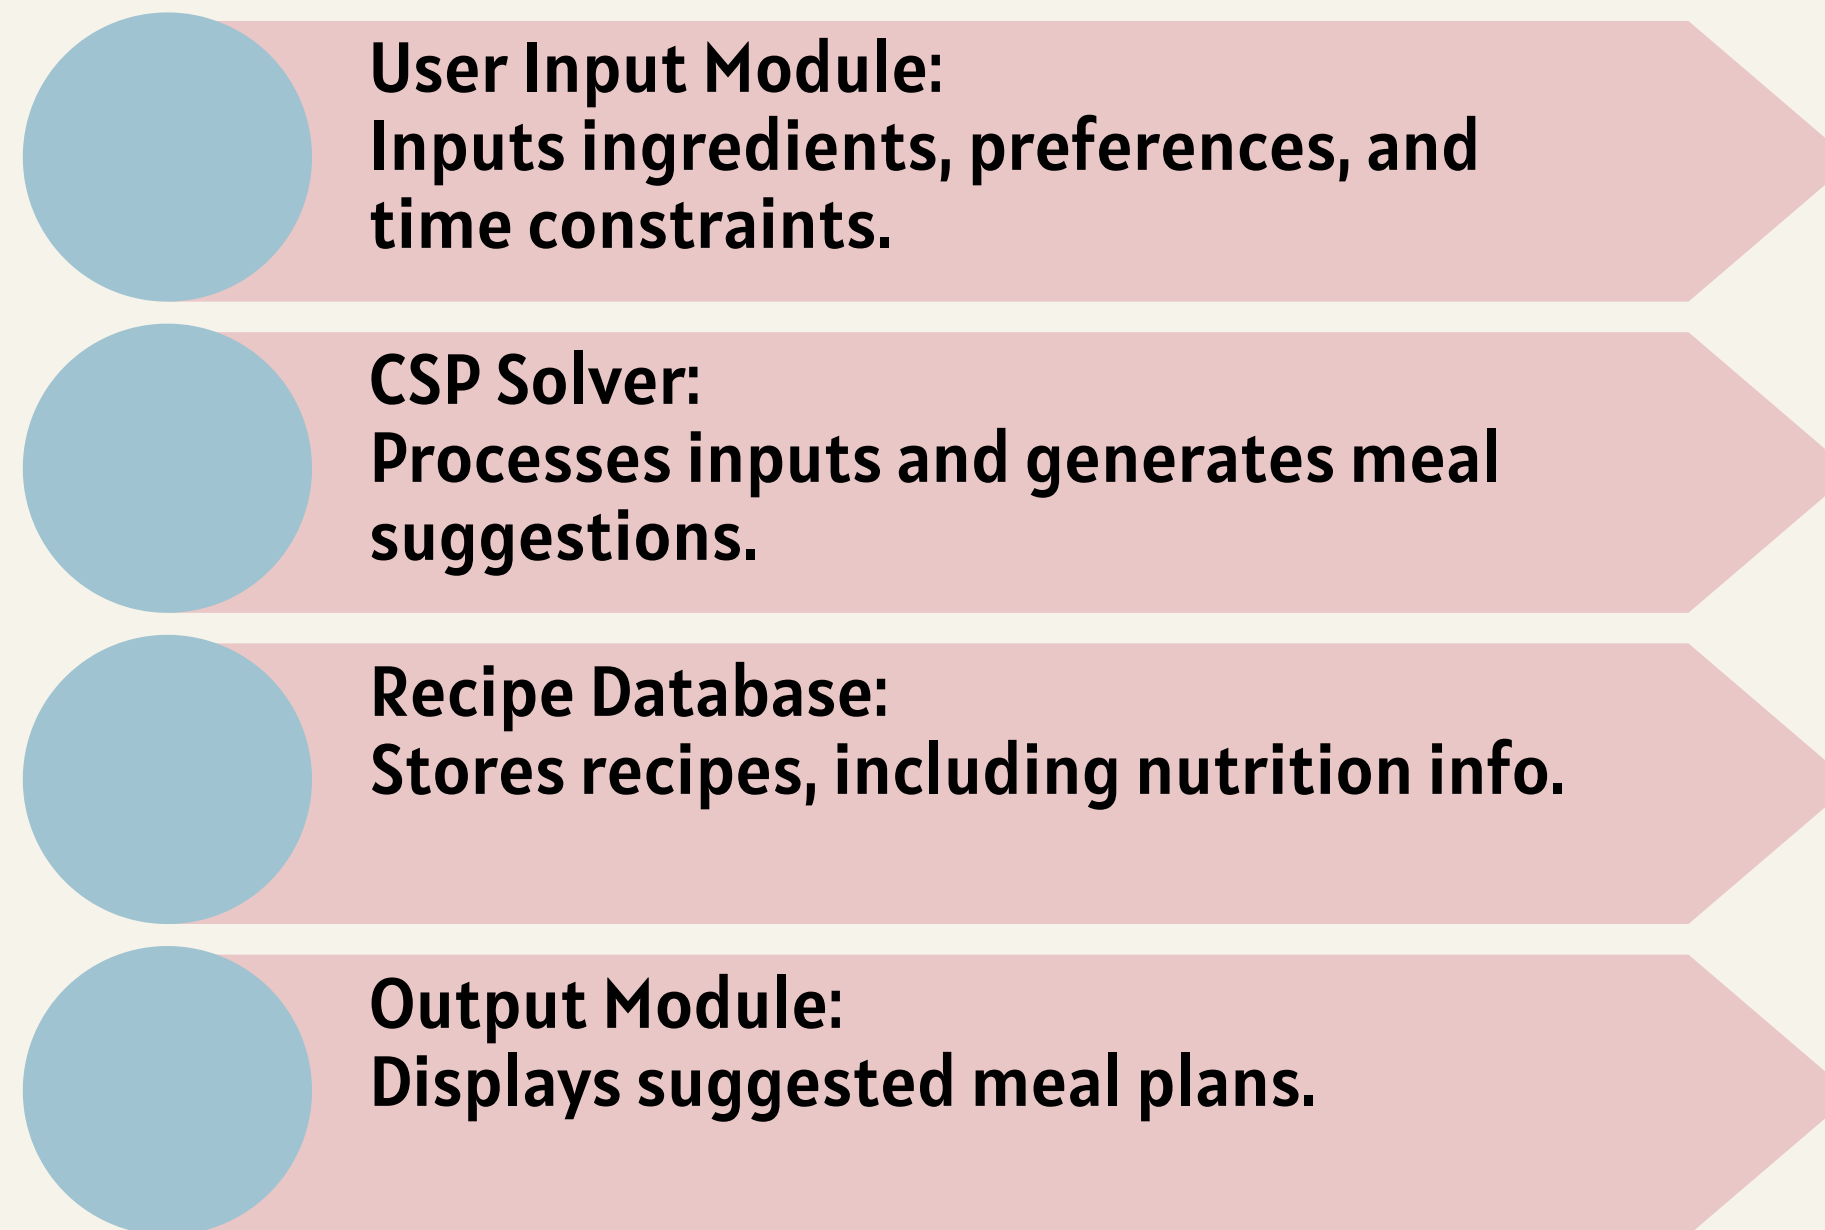 User Input Module:
Inputs ingredients, preferences, and
time constraints.
CSP Solver:
Processes inputs and generates meal
suggestions.
Recipe Database:
Stores recipes, including nutrition info.
Output Module:
Displays suggested meal plans.